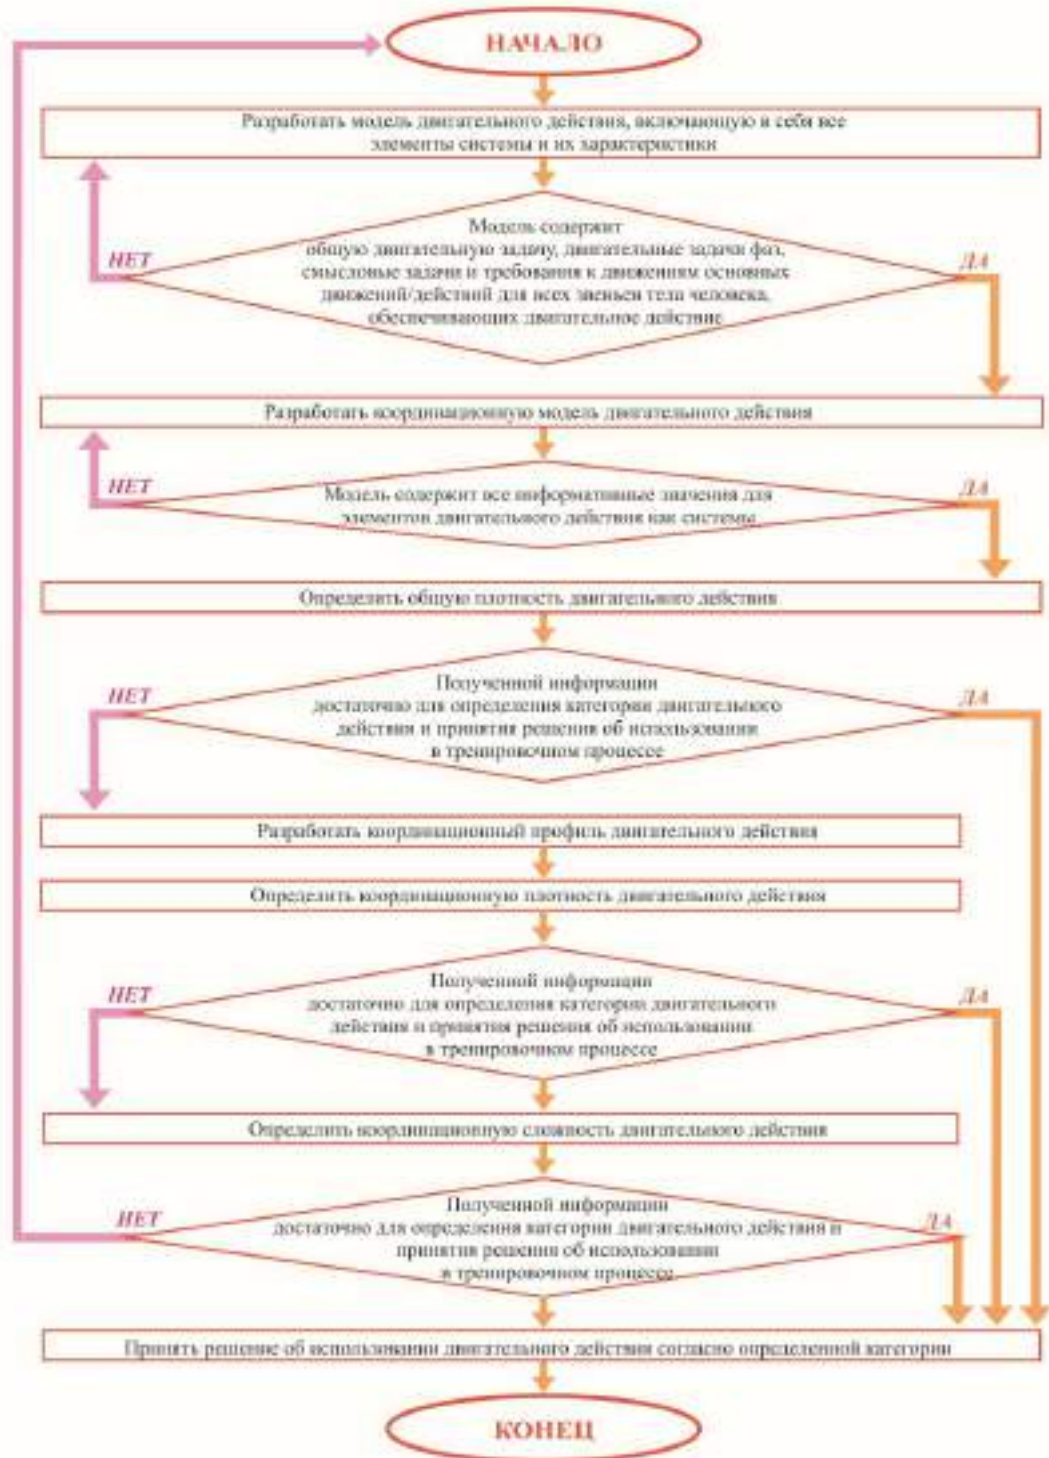 НАЧАЛО
Разработать модель двигательного действия, включающую в себя все
элементы системы и их характеристики
Модель содержит
общую двигательную задачу, двигательные задачи фаз,
смысловые задачи и требования к движениям основных
движений/действий для всех звеньев тела человека,
обеспечивающих двигательное действие
НЕТ
ДА
Разработать координационную модель двигательного действия
Модель содержит все информативные значения для
элементов двигательного действия как системы
НЕТ
ДА
Определить общую плотность двигательного действия
Полученной информации
достаточно для определения категории двигательного
действия и принятия решения об использовании
в тренировочном процессе
НЕТ
ДА
Разработать координационный профиль двигательного действия
Определить координационную плотность двигательного действия
Полученной информации
достаточно для определения категории двигательного
действия и принятия решения об использовании
в тренировочном процессе
НЕТ
ДА
Определить координационную сложность двигательного действия
Полученной информации
достаточно для определения категории двигательного действия и
принятия решения об использовании
в тренировочном процессе
НЕТ
ДА
Принять решение об использовании двигательного действия согласно определенной категории
КОНЕЦ